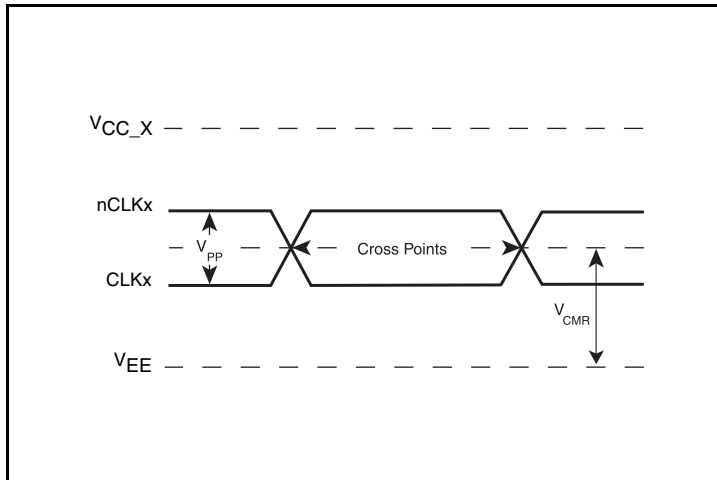 VCC_X
nCLKx
VPP
Cross Points
CLKx
VCMR
VEE